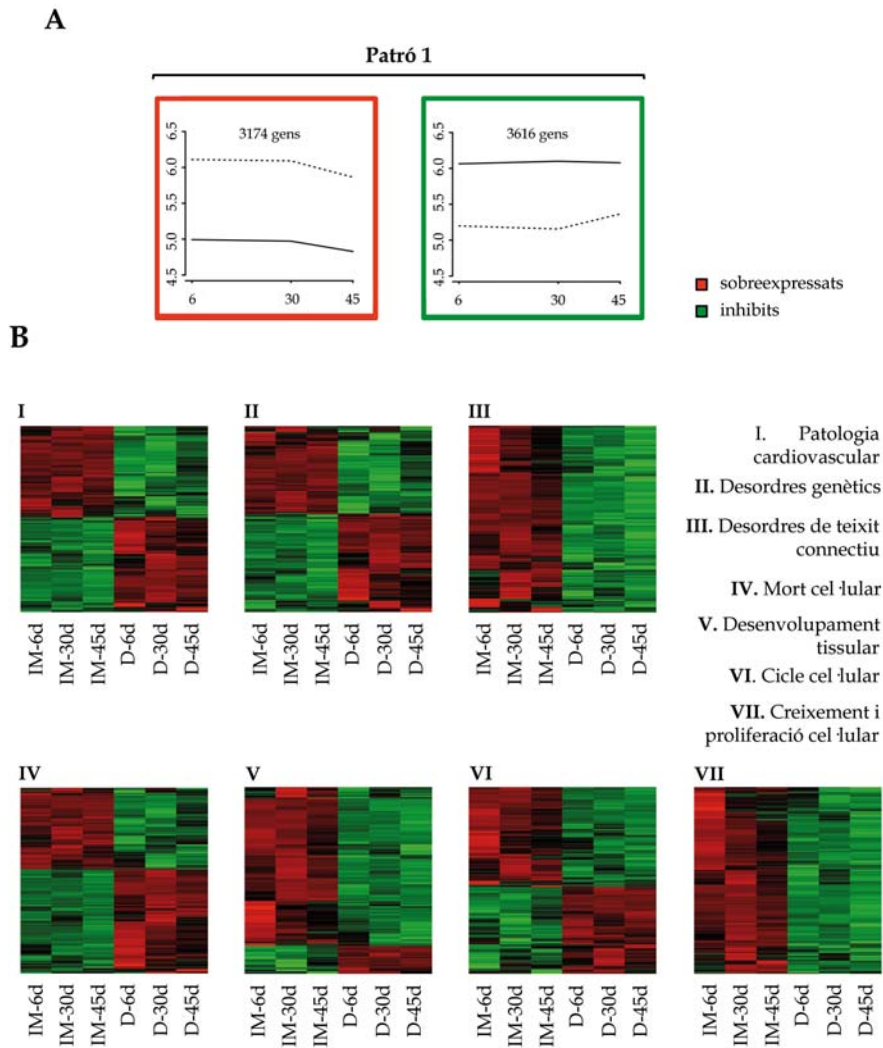 A
Patró 1
3174 gens
6.5
6.0
5.5
5.0
4.5
6
30
45
3616 gens
6.5
6.0
5.5
5.0
4.5
6
30
45
sobreexpressats
inhibits
B
I
IM-6d
IM-30d
IM-45d
D-6d
D-30d
D-45d
II
IM-6d
IM-30d
IM-45d
D-6d
D-30d
D-45d
III
IM-6d
IM-30d
IM-45d
D-6d
D-30d
D-45d
I. Patologia
cardiovascular
II. Desordres genètics
III. Desordres de teixit
connectiu
IV. Mort cel·lular
V. Desenvolupament
tissular
VI. Cicle cel·lular
VII. Creixement i
proliferació cel·lular
IV
IM-6d
IM-30d
IM-45d
D-6d
D-30d
D-45d
V
IM-6d
IM-30d
IM-45d
D-6d
D-30d
D-45d
VI
IM-6d
IM-30d
IM-45d
D-6d
D-30d
D-45d
VII
IM-6d
IM-30d
IM-45d
D-6d
D-30d
D-45d